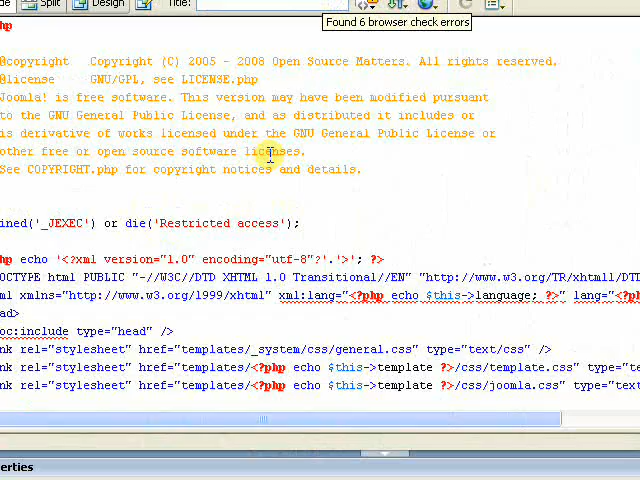 de Split Design Title:
Found 6 browser check errors
hp
@copyright Copyright (C) 2005 - 2008 Open Source Matters. All rights reserved.
@license GNU/GPL, see LICENSE.php
Joomla! is free software. This version may have been modified pursuant
to the GNU General Public License, and as distributed it includes or
is derivative of works licensed under the GNU General Public License or
other free or open source software licenses.
See COPYRIGHT.php for copyright notices and details.
ined('_JEXEC') or die('Restricted access');
hp echo '<?xml version="1.0" encoding="utf-8"?'.'>'; ?>
OCTYPE html PUBLIC "-//W3C//DTD XHTML 1.0 Transitional//EN" "http://www.w3.org/TR/xhtml1/DTD
ml xmlns="http://www.w3.org/1999/xhtml" xml:lang="<?php echo $this->language; ?>" lang="<?ph
ad>
oc:include type="head" />
nk rel="stylesheet" href="templates/_system/css/general.css" type="text/css" />
nk rel="stylesheet" href="templates/<?php echo $this->template ?>/css/template.css" type="te
nk rel="stylesheet" href="templates/<?php echo $this->template ?>/css/joomla.css" type="text
erties